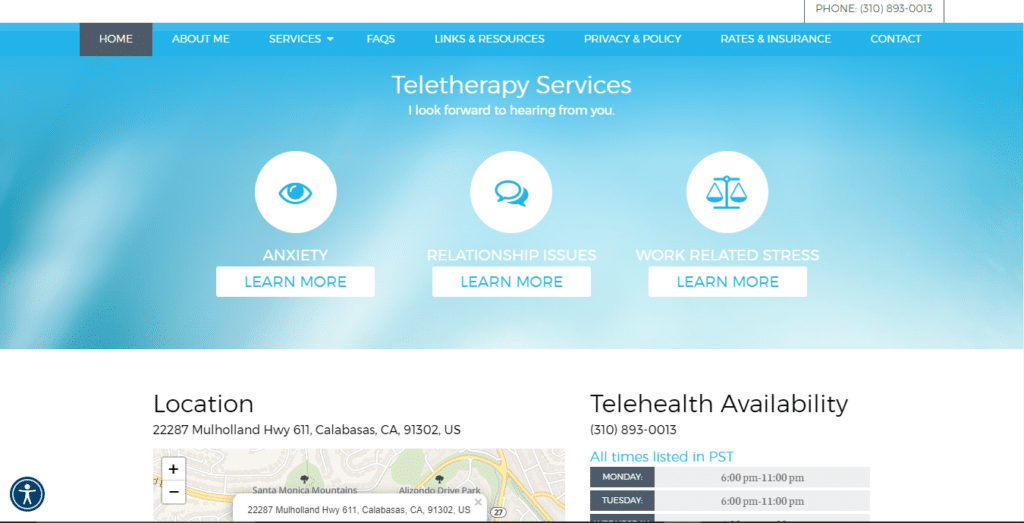 PHONE: (310) 893-0013
HOME ABOUT ME SERVICES FAQS LINKS & RESOURCES PRIVACY & POLICY RATES & INSURANCE CONTACT
Teletherapy Services
I look forward to hearing from you.
ANXIETY RELATIONSHIP ISSUES WORK RELATED STRESS
LEARN MORE LEARN MORE LEARN MORE
Location
22287 Mulholland Hwy 611, Calabasas, CA, 91302, US
+
−
Santa Monica Mountains Alizondo Drive Park
22287 Mulholland Hwy 611, Calabasas, CA, 91302, US ×
27
Telehealth Availability
(310) 893-0013
All times listed in PST
MONDAY: 6:00 pm-11:00 pm
TUESDAY: 6:00 pm-11:00 pm